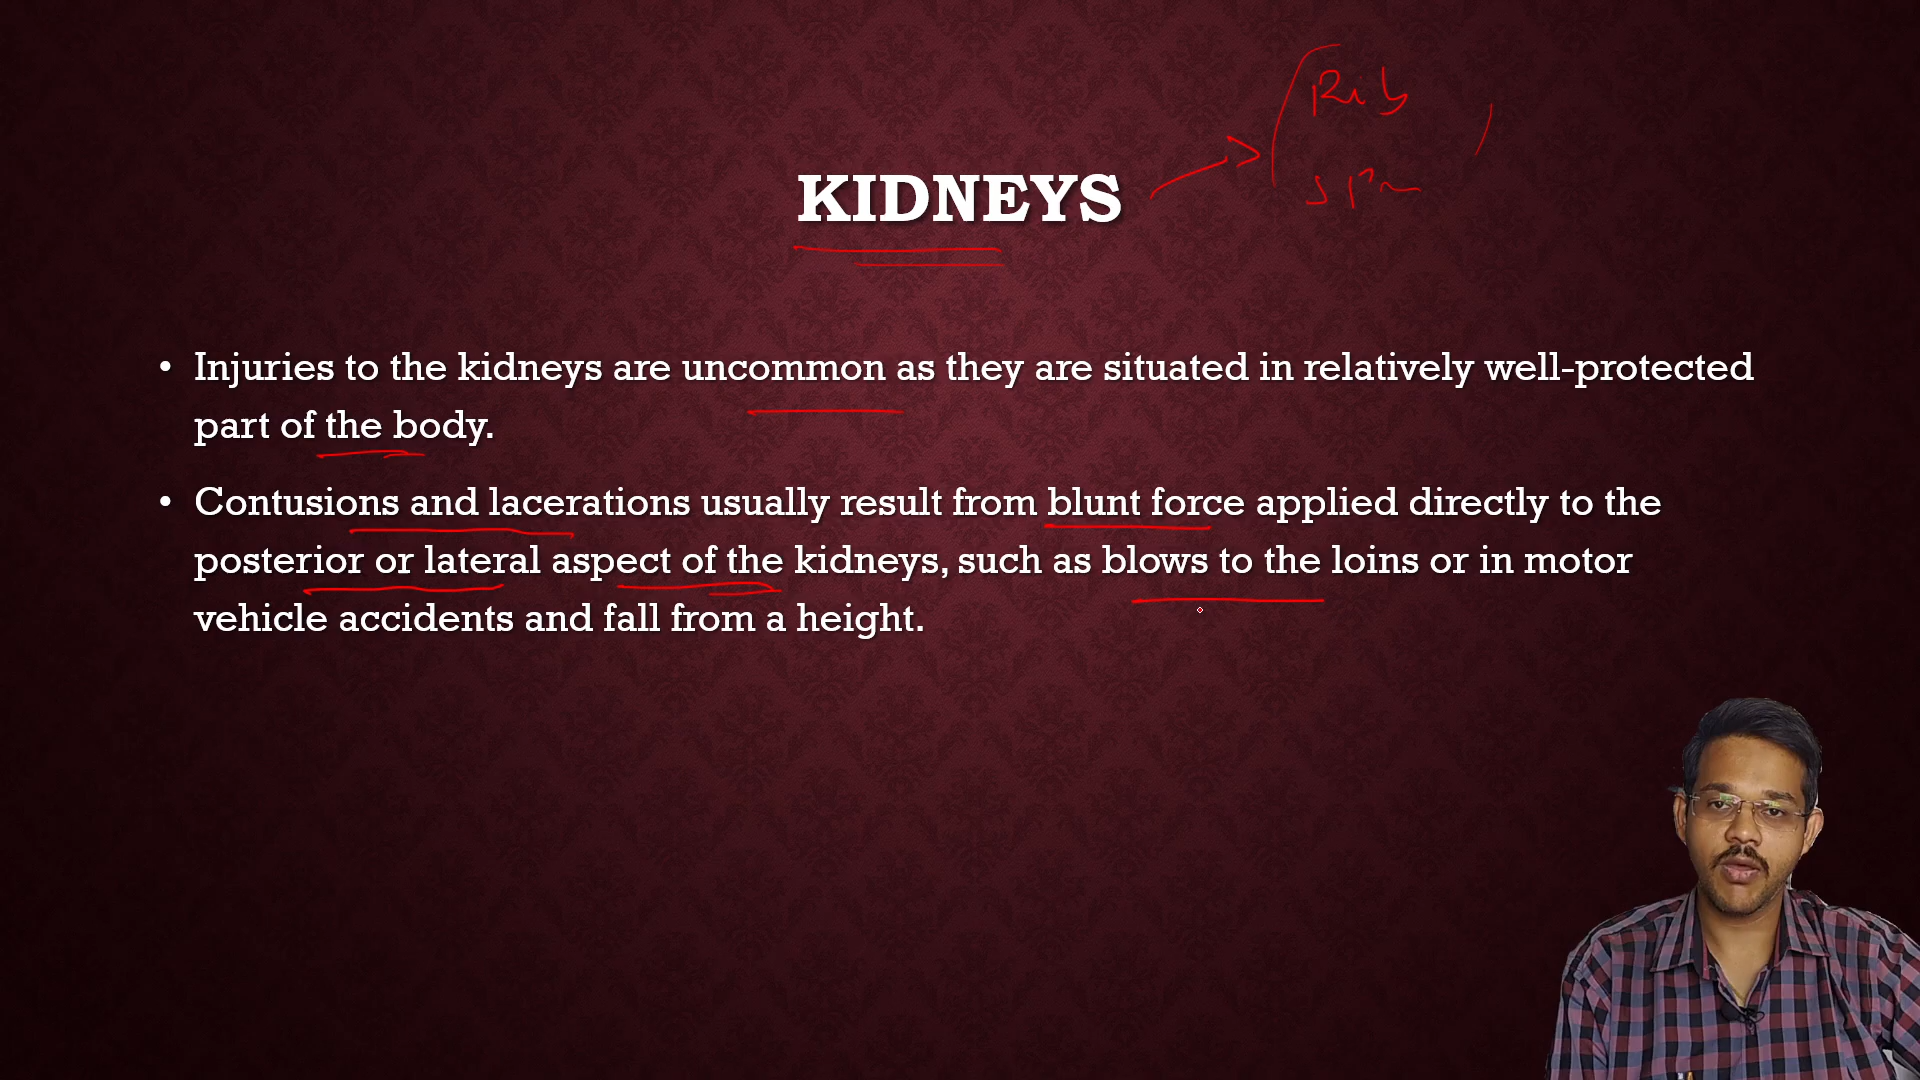 Rib
KIDNEYS
• Injuries to the kidneys are uncommon as they are situated in relatively well-protected
part of the body.
• Contusions and lacerations usually result from blunt force applied directly to the
posterior or lateral aspect of the kidneys, such as blows to the loins or in motor
vehicle accidents and fall from a height.